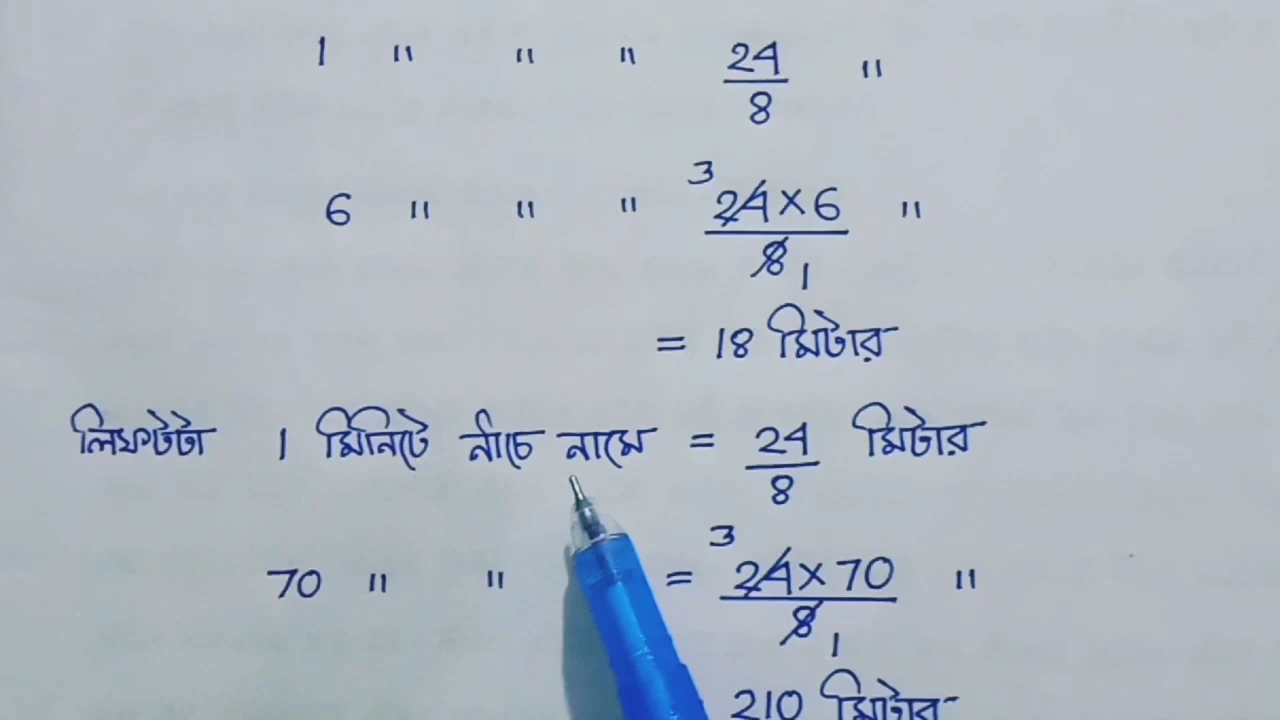 1 " " " 24/8 "
6 " " " 3 24×6/8 1 "
= 18 মিটার
লিফটটা 1 মিনিটে নীচে নামে = 24/8 মিটার
70 " " = 3 24×70/8 1 "
210 মিটার